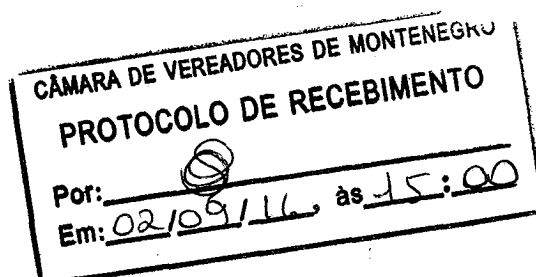 CÂMARA DE VEREADORES DE MONTENEGRO
PROTOCOLO DE RECEBIMENTO
Por:
Em: 02/09/16, às 15:00